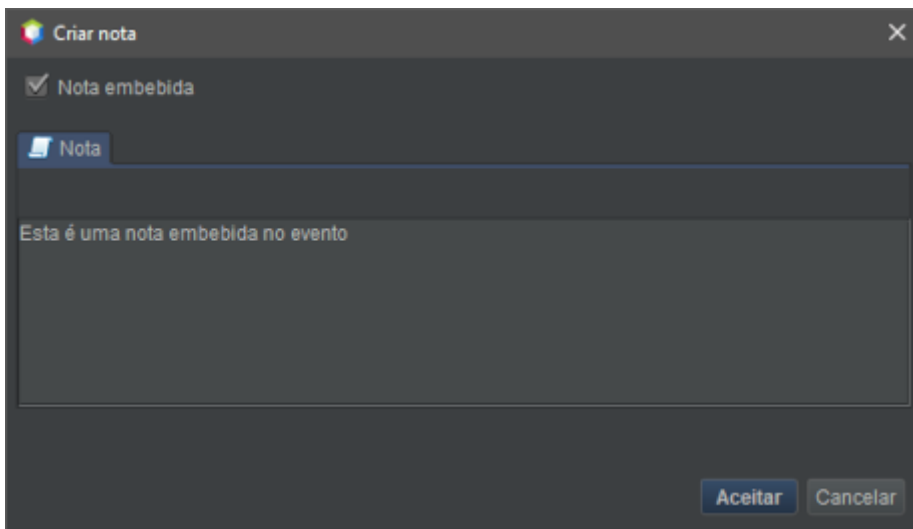 Criar nota
Nota embebida
Nota
Esta é uma nota embebida no evento
Aceitar Cancelar